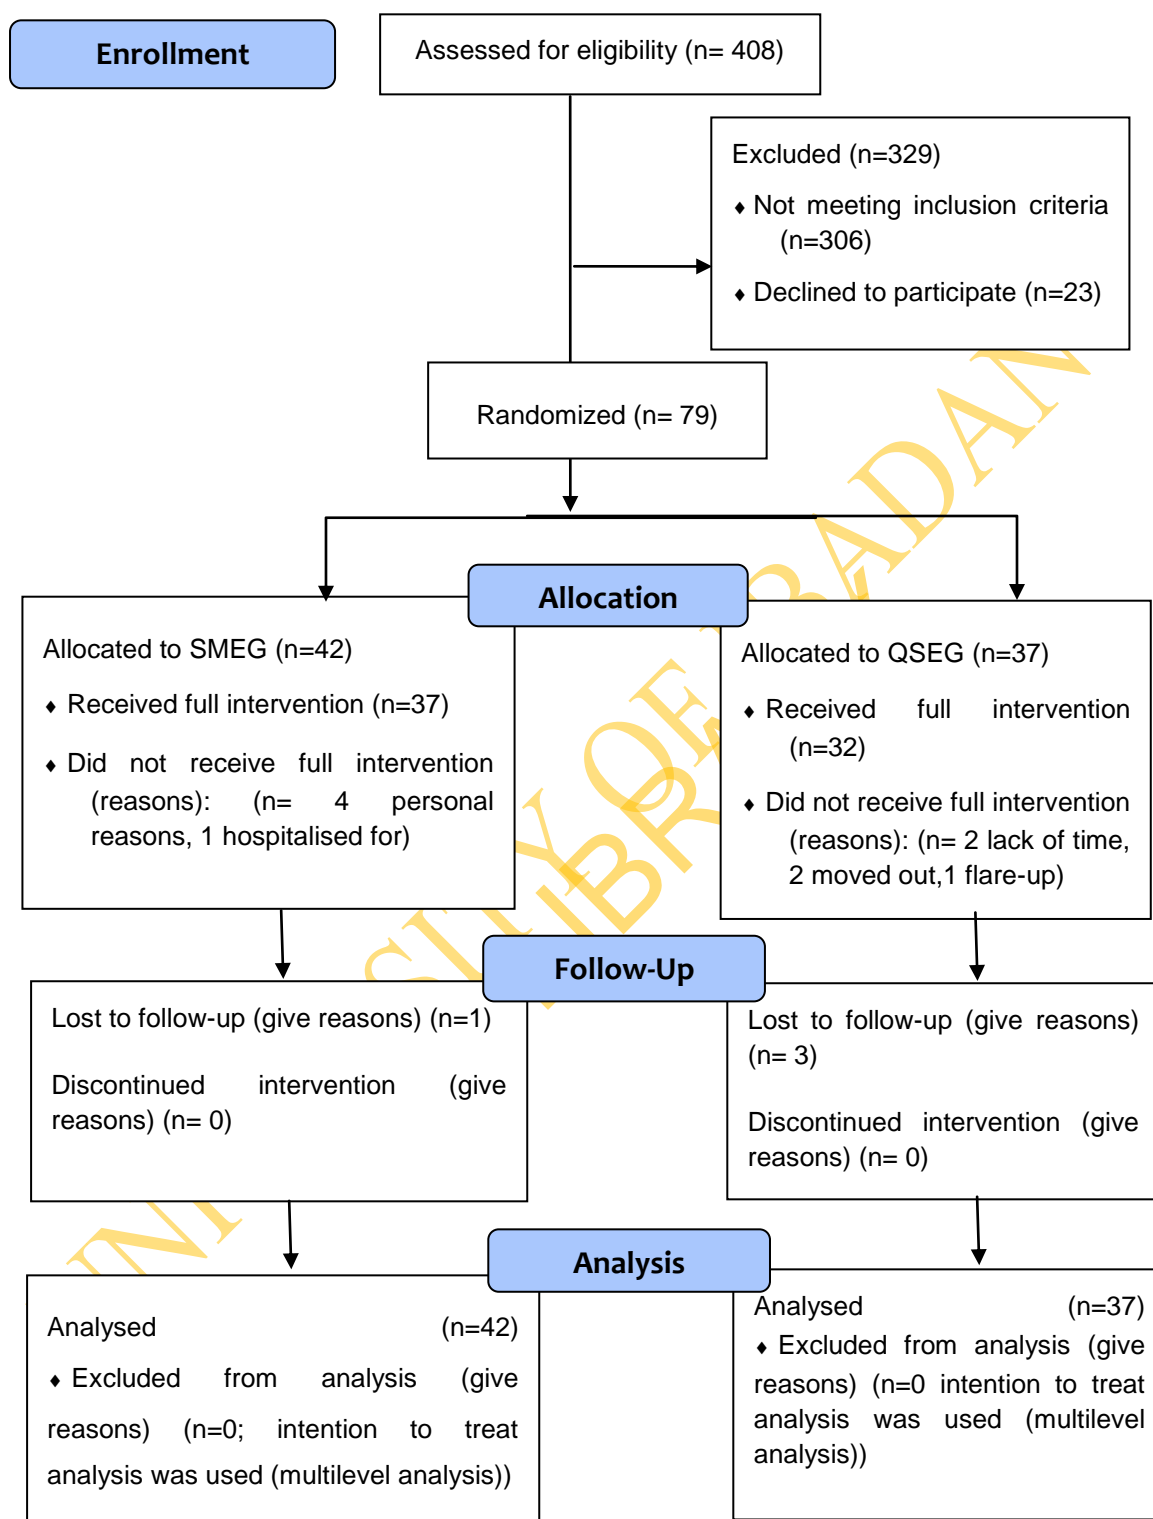 Enrollment
Assessed for eligibility (n= 408)
Excluded (n=329)
♦ Not meeting inclusion criteria
(n=306)
♦ Declined to participate (n=23)
Randomized (n= 79)
Allocation
Allocated to SMEG (n=42)
♦ Received full intervention (n=37)
♦ Did not receive full intervention
(reasons): (n= 4 personal
reasons, 1 hospitalised for)
Allocated to QSEG (n=37)
♦ Received full intervention
(n=32)
♦ Did not receive full intervention
(reasons): (n= 2 lack of time,
2 moved out,1 flare-up)
Follow-Up
Lost to follow-up (give reasons) (n=1)
Discontinued intervention (give
reasons) (n= 0)
Lost to follow-up (give reasons)
(n= 3)
Discontinued intervention (give
reasons) (n= 0)
Analysis
Analysed (n=42)
♦ Excluded from analysis (give
reasons) (n=0; intention to treat
analysis was used (multilevel analysis))
Analysed (n=37)
♦ Excluded from analysis (give
reasons) (n=0 intention to treat
analysis was used (multilevel
analysis))